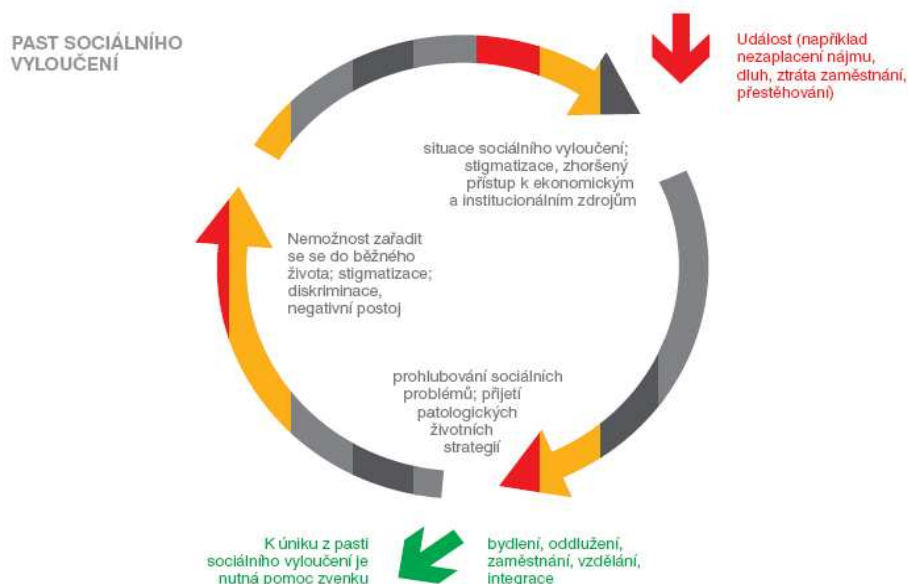 PAST SOCIÁLNÍHO
VYLOUČENÍ
Událost (například
nezaplacení nájmu,
dluh, ztráta zaměstnání,
přestěhování)
situace sociálního vyloučení;
stigmatizace, zhoršený
přístup k ekonomickým
a institucionálním zdrojům
Nemožnost zařadit
se se do běžného
života; stigmatizace;
diskriminace,
negativní postoj
prohlubování sociálních
problémů; přijetí
patologických
životních
strategií
K úniku z pasti
sociálního vyloučení je
nutná pomoc zvenku
bydlení, oddlužení,
zaměstnání, vzdělání,
integrace